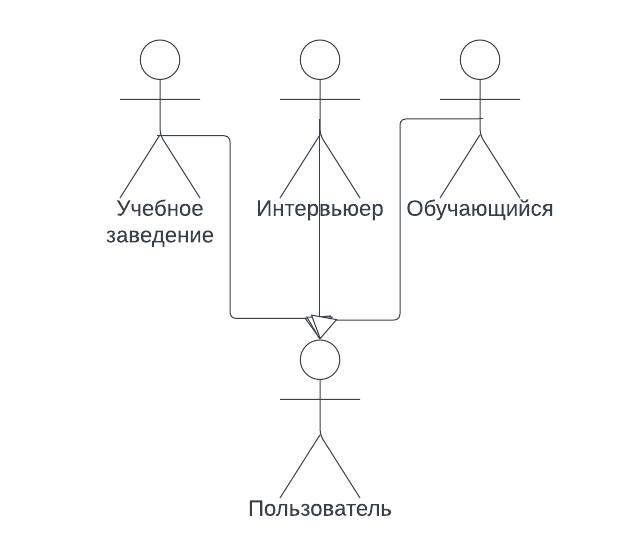 Учебное
заведение
Интервьюер
Обучающийся
Пользователь